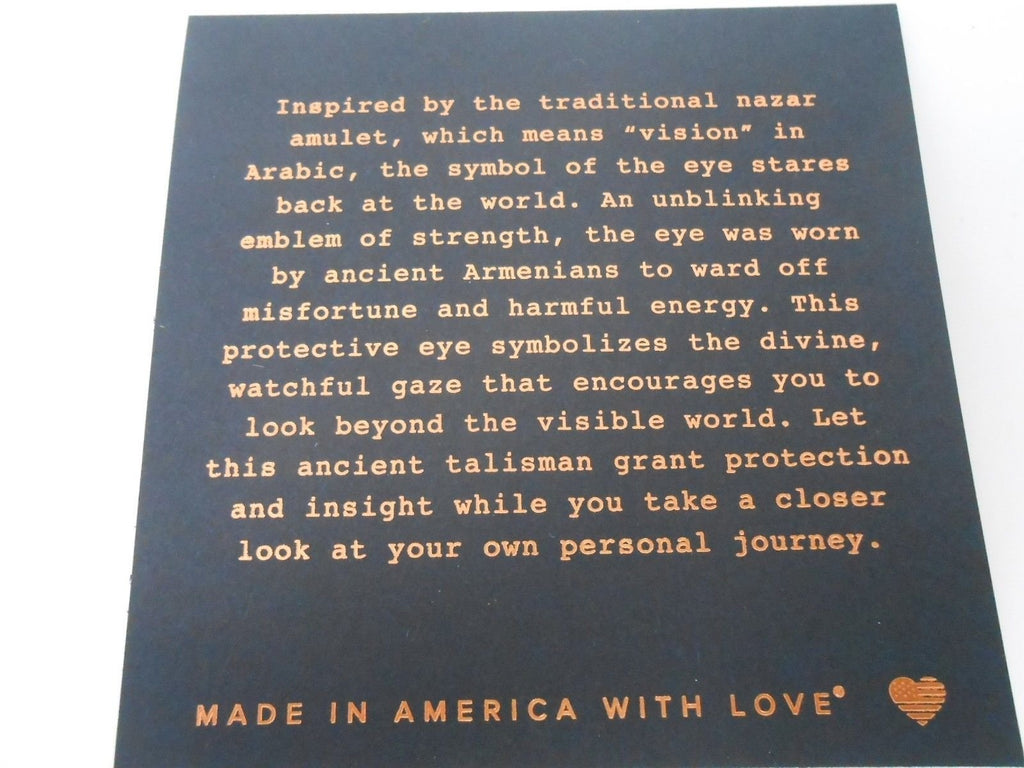 Inspired by the traditional nazar
amulet, which means “vision” in
Arabic, the symbol of the eye stares
back at the world. An unblinking
emblem of strength, the eye was worn
by ancient Armenians to ward off
misfortune and harmful energy. This
protective eye symbolizes the divine,
watchful gaze that encourages you to
look beyond the visible world. Let
this ancient talisman grant protection
and insight while you take a closer
look at your own personal journey.
MADE IN AMERICA WITH LOVE®